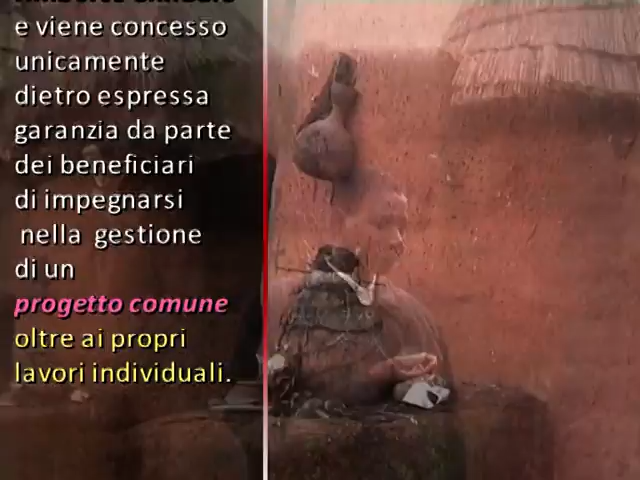 e viene concesso
unicamente
dietro espressa
garanzia da parte
dei beneficiari
di impegnarsi
nella gestione
di un
progetto comune
oltre ai propri
lavori individuali.